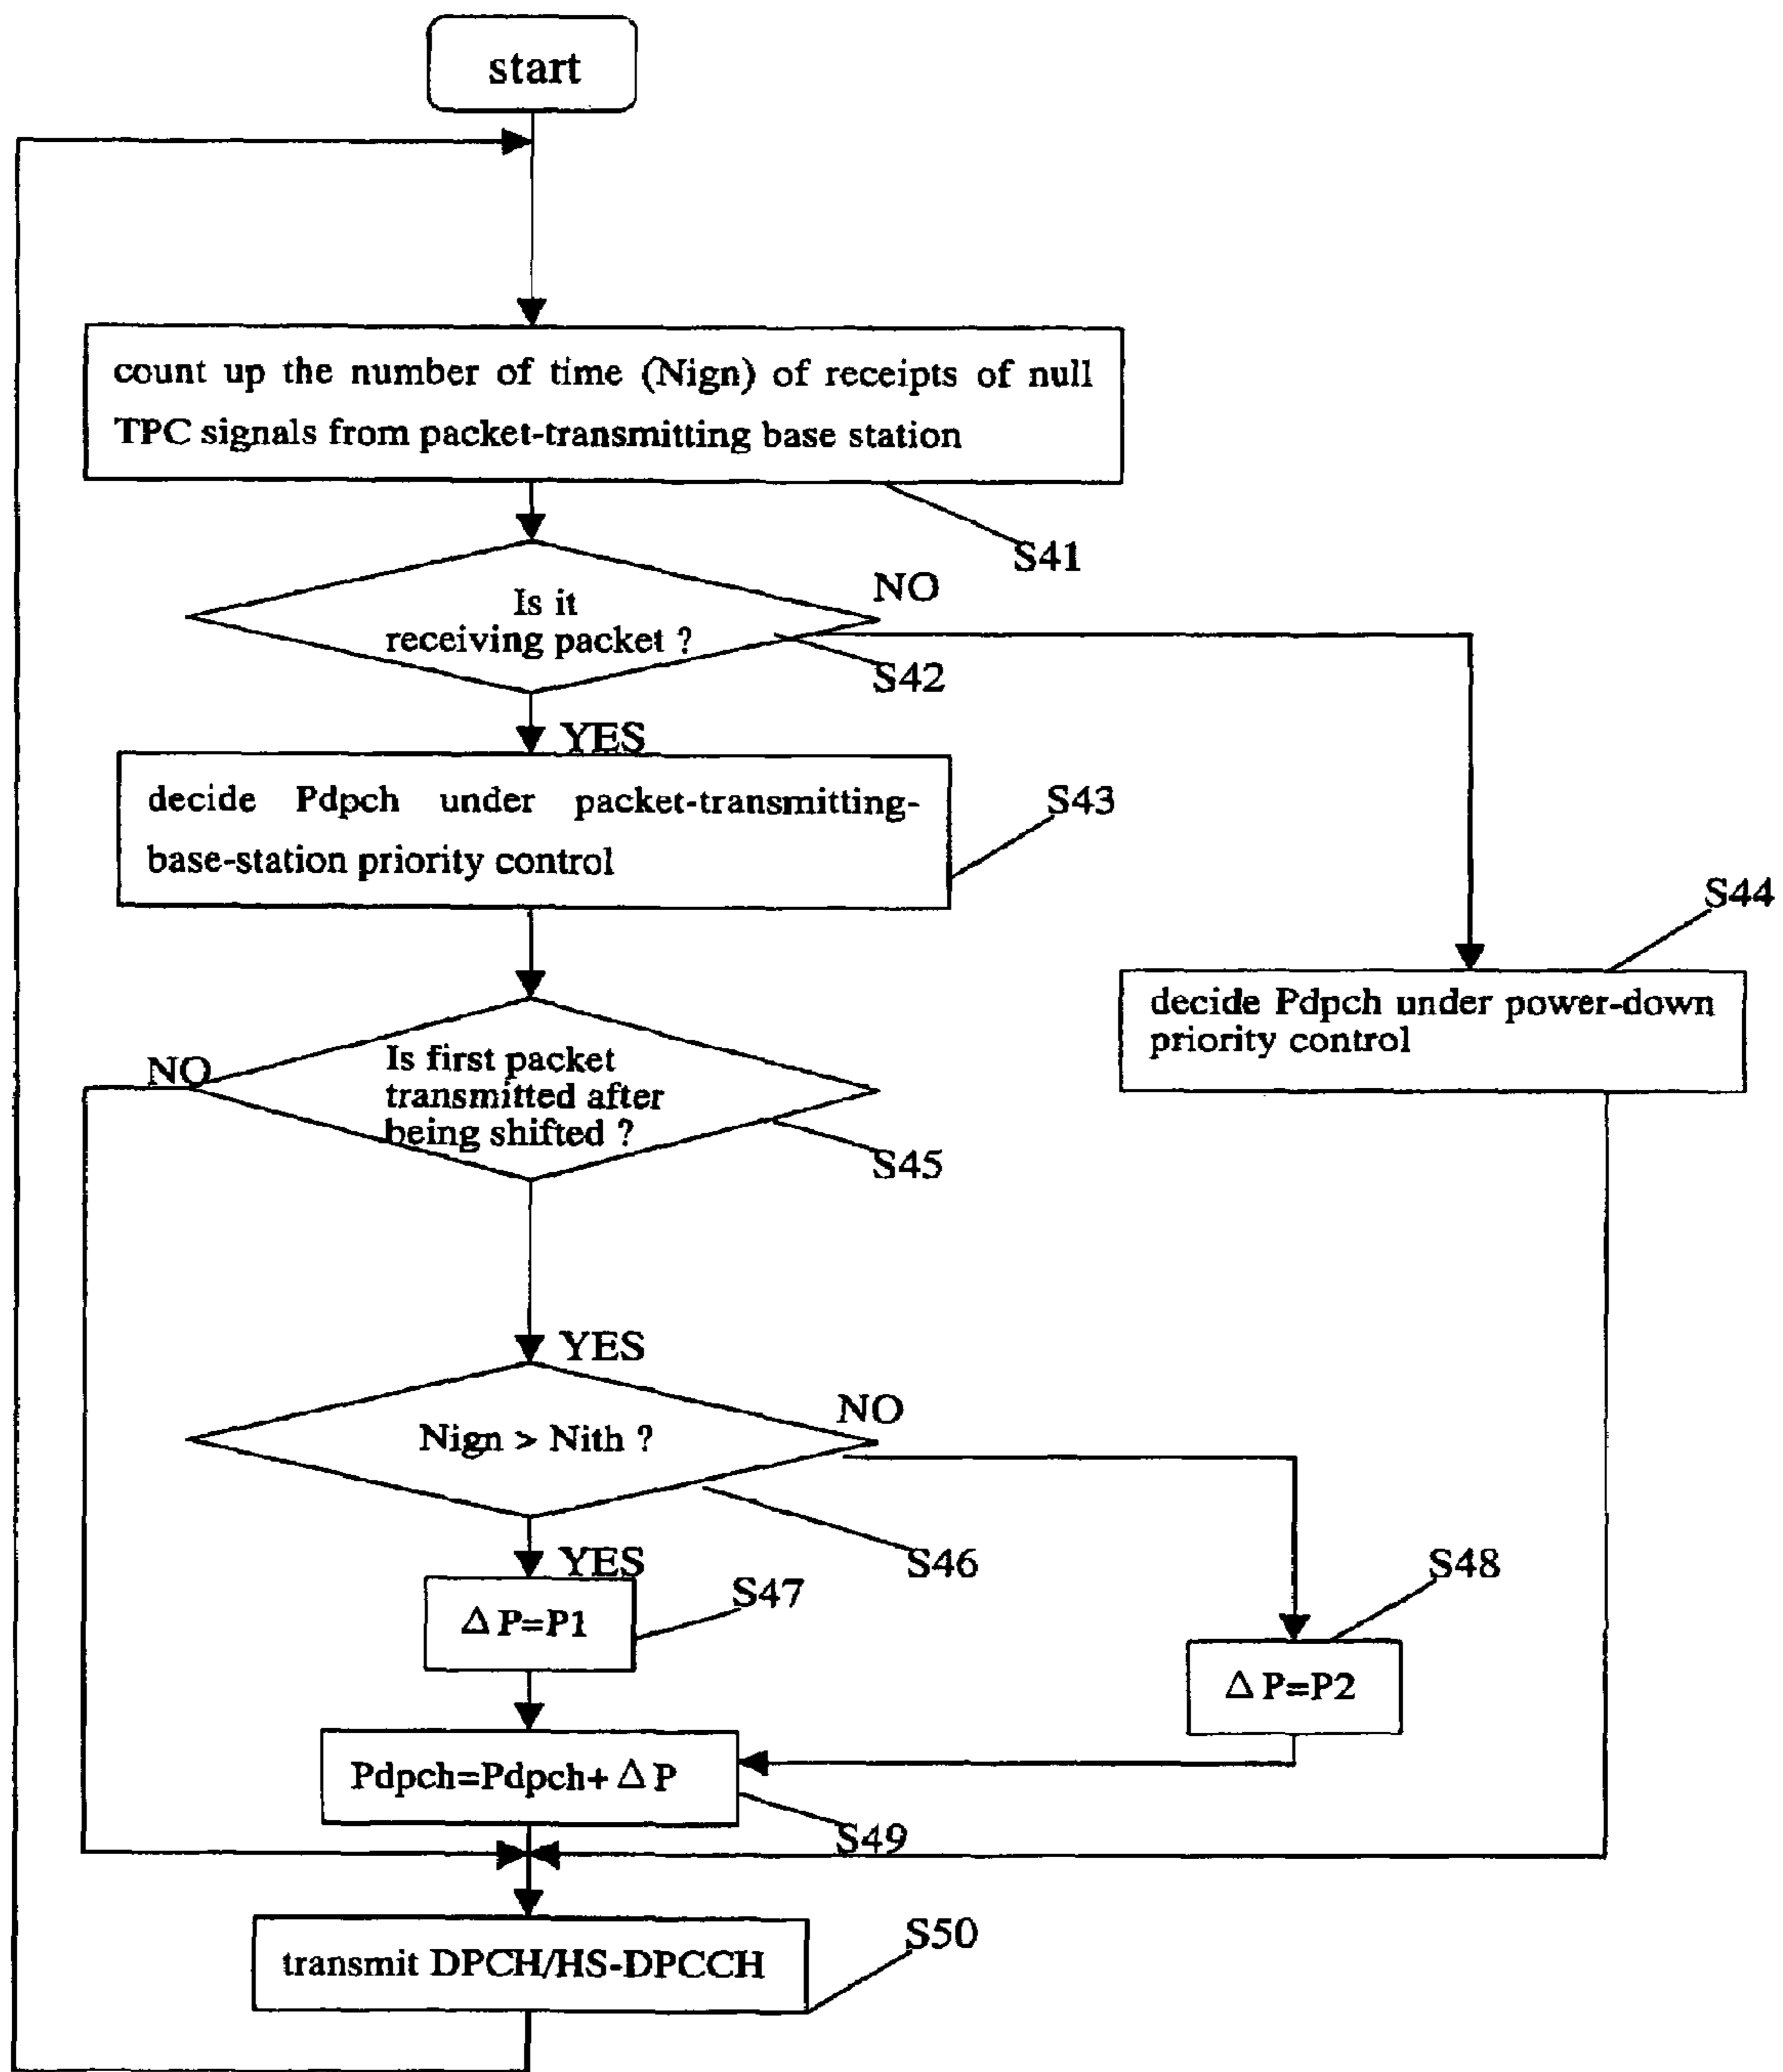 start
count up the number of time (Nign) of receipts of null
TPC signals from packet-transmitting base station
S41
Is it
receiving packet ?
NO
S42
YES
decide Pdpch under packet-transmitting-
base-station priority control
S43
S44
decide Pdpch under power-down
priority control
NO
Is first packet
transmitted after
being shifted ?
S45
YES
Nign > Nith ?
NO
S46
YES
Δ P=P1
S47
S48
Δ P=P2
Pdpch=Pdpch+ Δ P
S49
transmit DPCH/HS-DPCCH
S50